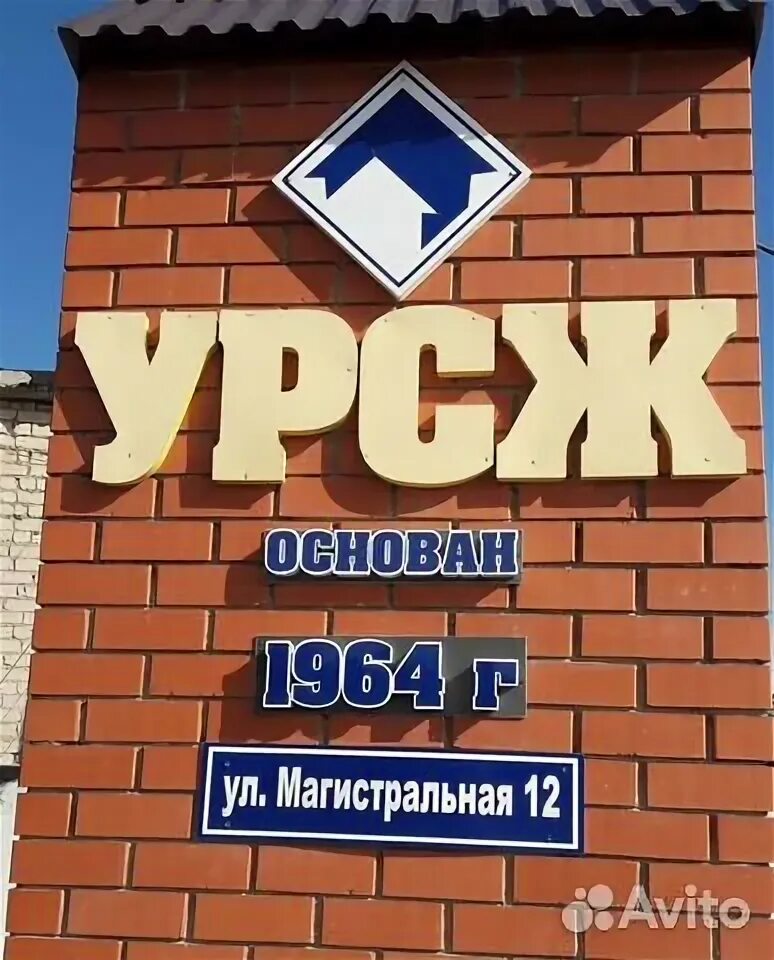 УРСЖ
ОСНОВАН
1964 г
ул. Магистральная 12
Avito